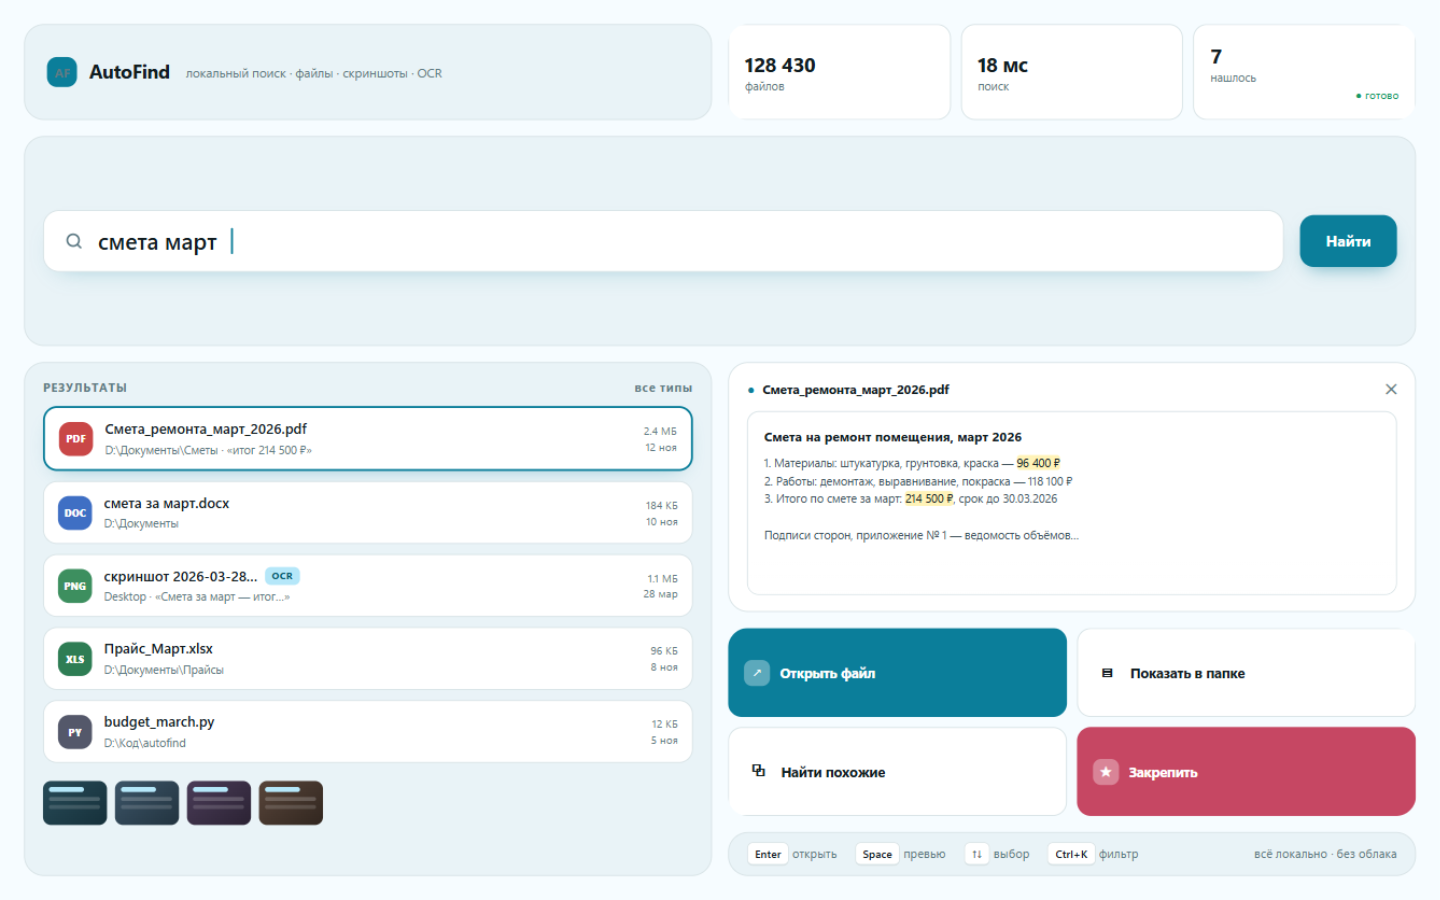 AF
AutoFind
локальный поиск · файлы · скриншоты · OCR
128 430
файлов
18 мс
поиск
7
нашлось
● готово
смета март
Найти
РЕЗУЛЬТАТЫ
все типы
PDF
Смета_ремонта_март_2026.pdf
D:\Документы\Сметы · «итог 214 500 ₽»
2.4 МБ
12 ноя
DOC
смета за март.docx
D:\Документы
184 КБ
10 ноя
PNG
скриншот 2026-03-28... OCR
Desktop · «Смета за март — итог...»
1.1 МБ
28 мар
XLS
Прайс_Март.xlsx
D:\Документы\Прайсы
96 КБ
8 ноя
PY
budget_march.py
D:\Код\autofind
12 КБ
5 ноя
● Смета_ремонта_март_2026.pdf
Смета на ремонт помещения, март 2026
1. Материалы: штукатурка, грунтовка, краска — 96 400 ₽
2. Работы: демонтаж, выравнивание, покраска — 118 100 ₽
3. Итого по смете за март: 214 500 ₽, срок до 30.03.2026
Подписи сторон, приложение № 1 — ведомость объёмов...
Открыть файл
Показать в папке
Найти похожие
Закрепить
Enter открыть Space превью ↑↓ выбор Ctrl+K фильтр
всё локально · без облака